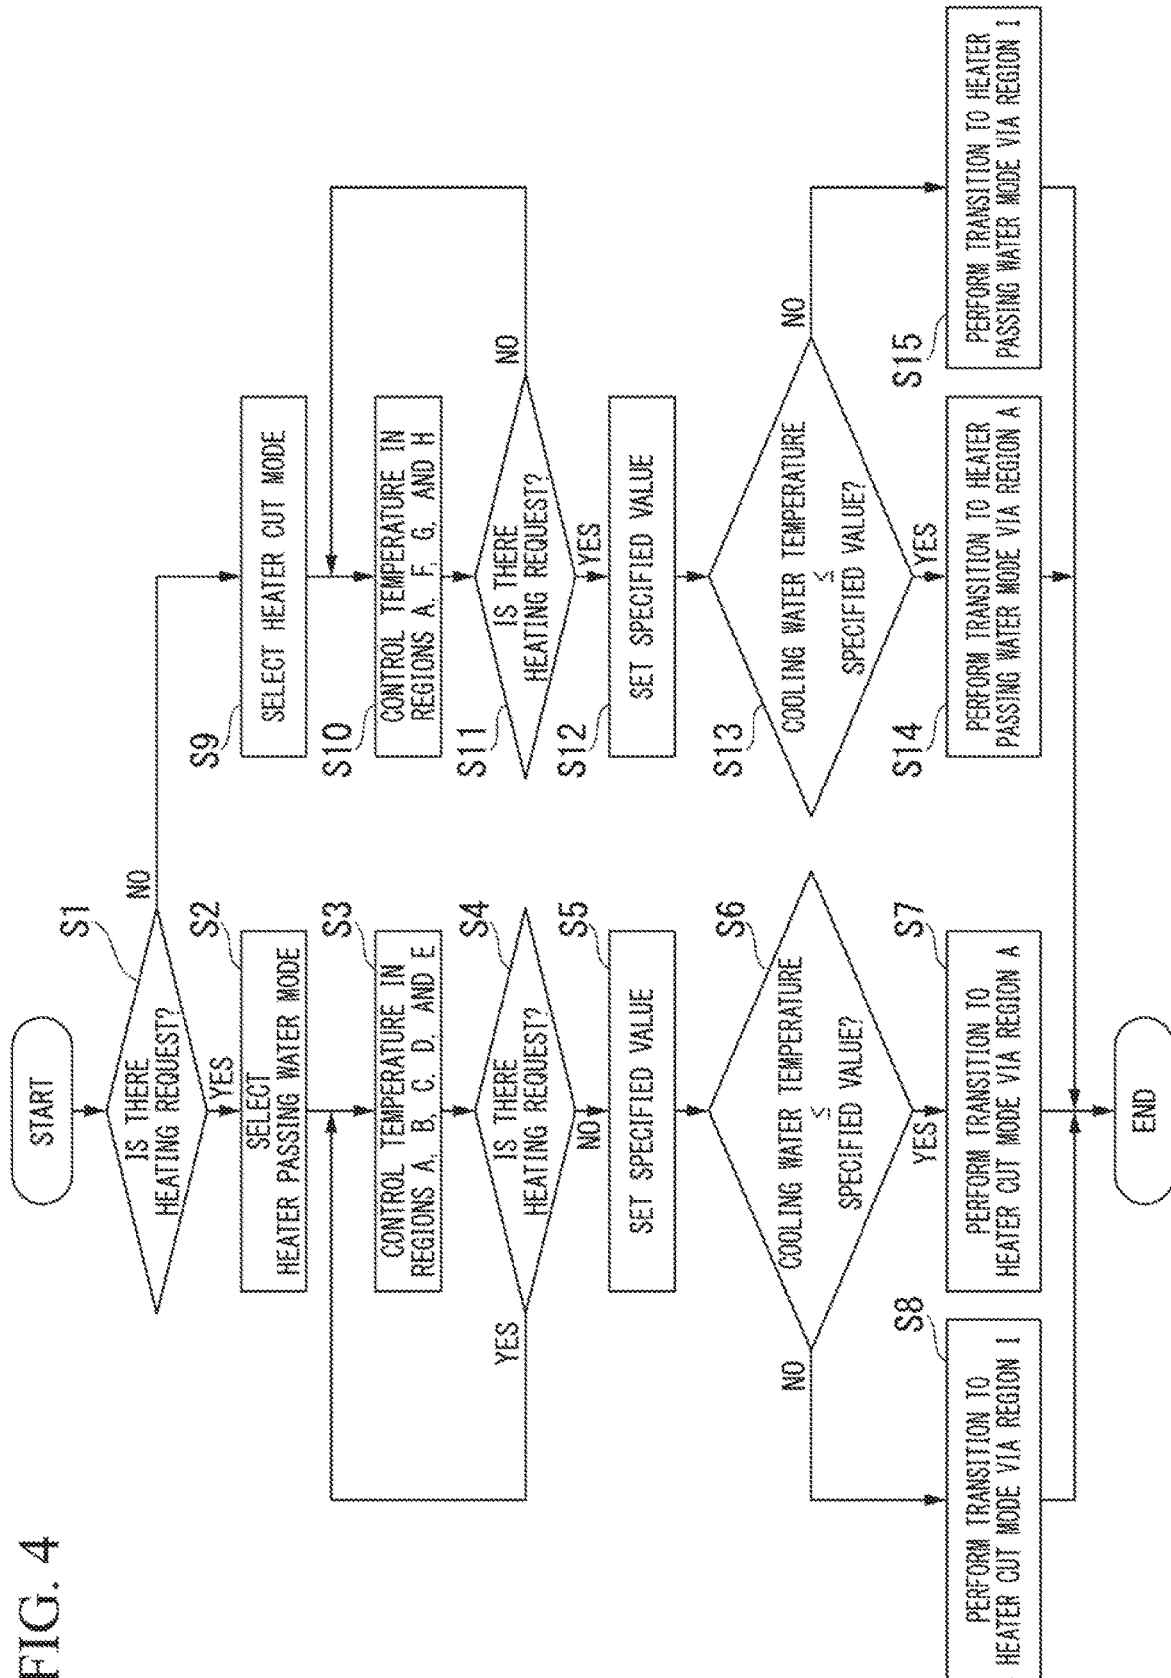 FIG. 4
START
S1
IS THERE
HEATING REQUEST?
YES
NO
S2
SELECT
HEATER PASSING WATER MODE
S3
CONTROL TEMPERATURE IN
REGIONS A, B, C, D, AND E
S4
IS THERE
HEATING REQUEST?
YES
NO
S5
SET SPECIFIED VALUE
S6
COOLING WATER TEMPERATURE
≤
SPECIFIED VALUE?
NO
YES
S7
PERFORM TRANSITION TO
HEATER CUT MODE VIA REGION A
S8
PERFORM TRANSITION TO
HEATER CUT MODE VIA REGION I
S9
SELECT HEATER CUT MODE
S10
CONTROL TEMPERATURE IN
REGIONS A, F, G, AND H
S11
IS THERE
HEATING REQUEST?
NO
YES
S12
SET SPECIFIED VALUE
S13
COOLING WATER TEMPERATURE
≤
SPECIFIED VALUE?
NO
YES
S14
PERFORM TRANSITION TO HEATER
PASSING WATER MODE VIA REGION A
S15
PERFORM TRANSITION TO HEATER
PASSING WATER MODE VIA REGION I
END